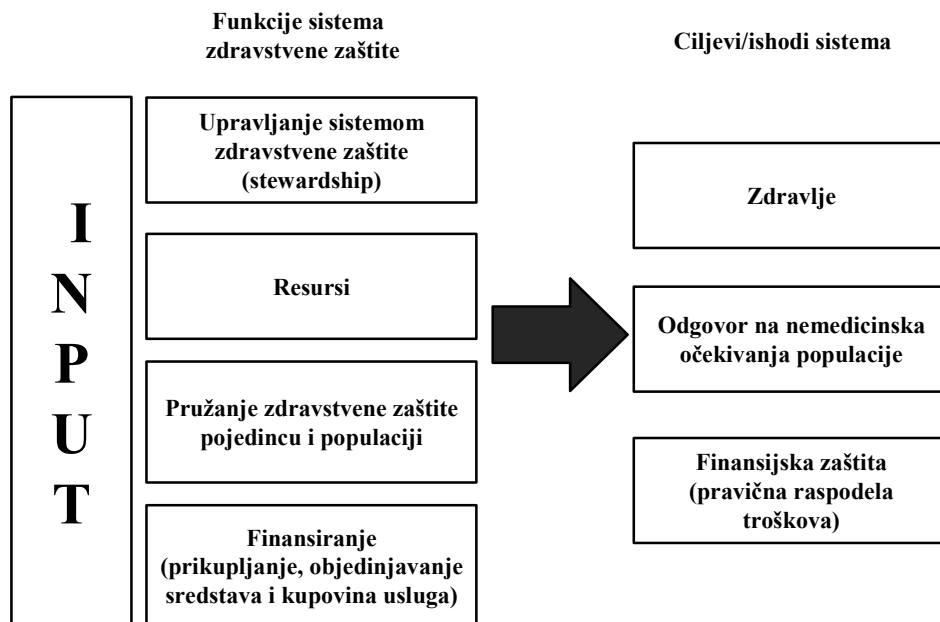 Funkcije sistema
zdravstvene zaštite
Ciljevi/ishodi sistema
I
N
P
U
T
Upravljanje sistemom
zdravstvene zaštite
(stewardship)
Resursi
Pružanje zdravstvene zaštite
pojedincu i populaciji
Finansiranje
(prikupljanje, objedinjavanje
sredstava i kupovina usluga)
Zdravlje
Odgovor na nemedicinska
očekivanja populacije
Finansijska zaštita
(pravična raspodela
troškova)